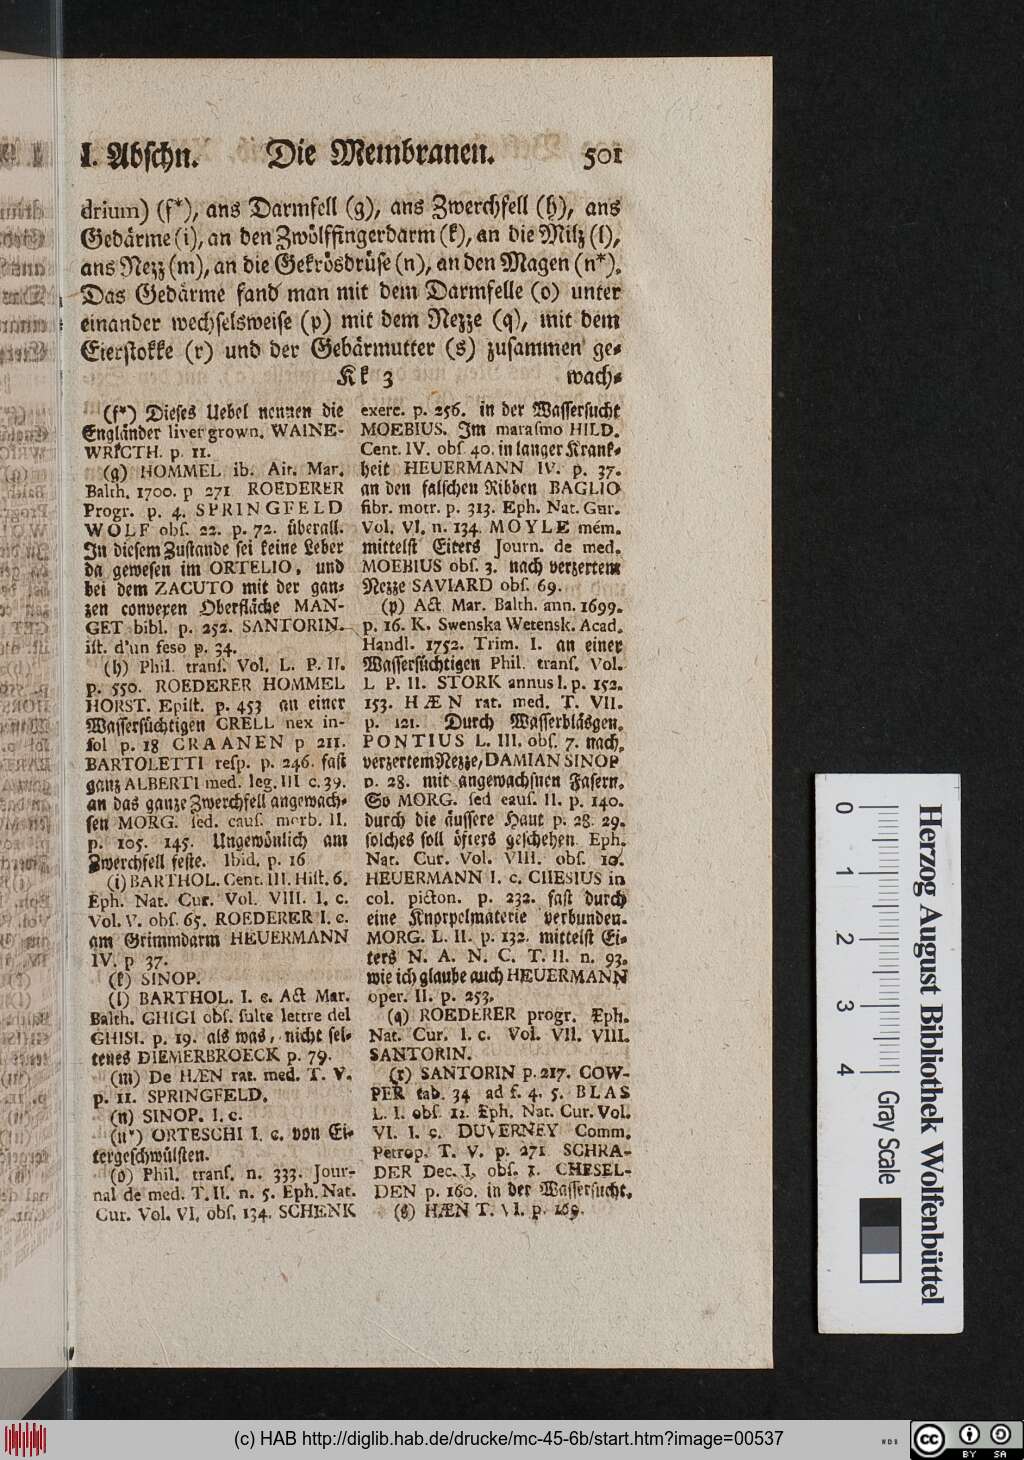 I. Abschn. Die Membranen. 501
drium) (f*), ans Darmfell (g), ans Zwerchfell (h), ans
Gedärme (i), an den Zwölffingerdarm (k), an die Milz (l),
ans Nezz (m), an die Gekrösdrüse (n), an den Magen (n*).
Das Gedärme fand man mit dem Darmfelle (o) unter
einander wechselsweise (p) mit dem Nezze (q), mit dem
Eierstokke (r) und der Gebärmutter (s) zusammen ge-
Kk 3 wach-
(f*) Dieses Uebel nennen die
Engländer liver grown. WAINE-
WRICTH. p. 11.
(g) HOMMEL ib. Air. Mar.
Balth. 1700. p 271 ROEDERER
Progr. p. 4. SPRINGFELD
WOLF obs. 22. p. 72. überall.
In diesem Zustande sei keine Leber
da gewesen im ORTELIO, und
bei dem ZACUTO mit der gan-
zen convexen Oberfläche MAN-
GET bibl. p. 252. SANTORIN.
ist. d'un feso p. 34.
(h) Phil. trans. Vol. L. P. II.
p. 550. ROEDERER HOMMEL
HORST. Epist. p. 453 an einer
Wassersüchtigen CRELL nex in-
sol p. 18 CRAANEN p 211.
BARTOLETTI resp. p. 246. fast
ganz ALBERTI med. leg. III c. 39.
an das ganze Zwerchfell angewach-
sen MORG. sed. caus. morb. II.
p. 105. 145. Ungewönlich am
Zwerchfell feste. Ibid. p. 16
(i) BARTHOL. Cent. III. Hist. 6.
Eph. Nat. Cur. Vol. VIII. l. c.
Vol. V. obs. 65. ROEDERER l. c.
am Grimmdarm HEUERMANN
IV. p 37.
(k) SINOP.
(l) BARTHOL. l. c. Act Mar.
Balth. GHIGI obs. sulte lettre del
GHISI. p. 19. als was, nicht sel-
tenes DIEMERBROECK p. 79.
(m) De HÆN rat. med. T. V.
p. 11. SPRINGFELD.
(n) SINOP. l. c.
(n*) ORTESCHI l. c. von Ei-
tergeschwülsten.
(o) Phil. trans. n. 333. Jour-
nal de med. T. II. n. 5. Eph. Nat.
Cur. Vol. VI. obs. 134. SCHENK
exerc. p. 256. in der Wassersucht
MOEBIUS. Im marasmo HILD.
Cent. IV. obs. 40. in langer Krank-
heit HEUERMANN IV. p. 37.
an den falschen Ribben BAGLIO
fibr. motr. p. 313. Eph. Nat. Cur.
Vol. VI. n. 134. MOYLE mém.
mittelst Eiters Journ. de med.
MOEBIUS obs. 3. nach verzertem
Nezze SAVIARD obs. 69.
(p) Act Mar. Balth. ann. 1699.
p. 16. K. Swenska Wetensk. Acad.
Handl. 1752. Trim. I. an einer
Wassersüchtigen Phil. trans. Vol.
L P. II. STORK annus I. p. 152.
153. HÆN rat. med. T. VII.
p. 121. Durch Wasserbläsgen.
PONTIUS L. III. obs. 7. nach
verzertem Nezze, DAMIAN SINOP
p. 28. mit angewachsnen Fasern.
So MORG. sed caus. II. p. 140.
durch die äussere Haut p. 28. 29.
solches soll öfters geschehen Eph.
Nat. Cur. Vol. VIII. obs. 10.
HEUERMANN l. c. CHESIUS in
col. picton. p. 232. fast durch
eine Knorpelmaterie verbunden.
MORG. L. II. p. 132. mittelst Ei-
ters N. A. N. C. T. II. n. 93.
wie ich glaube auch HEUERMANN
oper. II. p. 253.
(q) ROEDERER progr. Eph.
Nat. Cur. l. c. Vol. VII. VIII.
SANTORIN.
(r) SANTORIN p. 217. COW-
PER tab. 34 ad f. 4. 5. BLAS
L. I. obs. 12. Eph. Nat. Cur. Vol.
VI. l. c. DUVERNEY Comm.
Petrop. T. V. p. 271 SCHRA-
DER Dec. I. obs. 1. CHESEL-
DEN p. 160. in der Wassersucht.
(s) HÆN T. VI. p. 169.
0 1 2 3 4
Gray Scale
Herzog August Bibliothek Wolfenbüttel
HAB
(c) HAB http://diglib.hab.de/drucke/mc-45-6b/start.htm?image=00537
cc BY SA